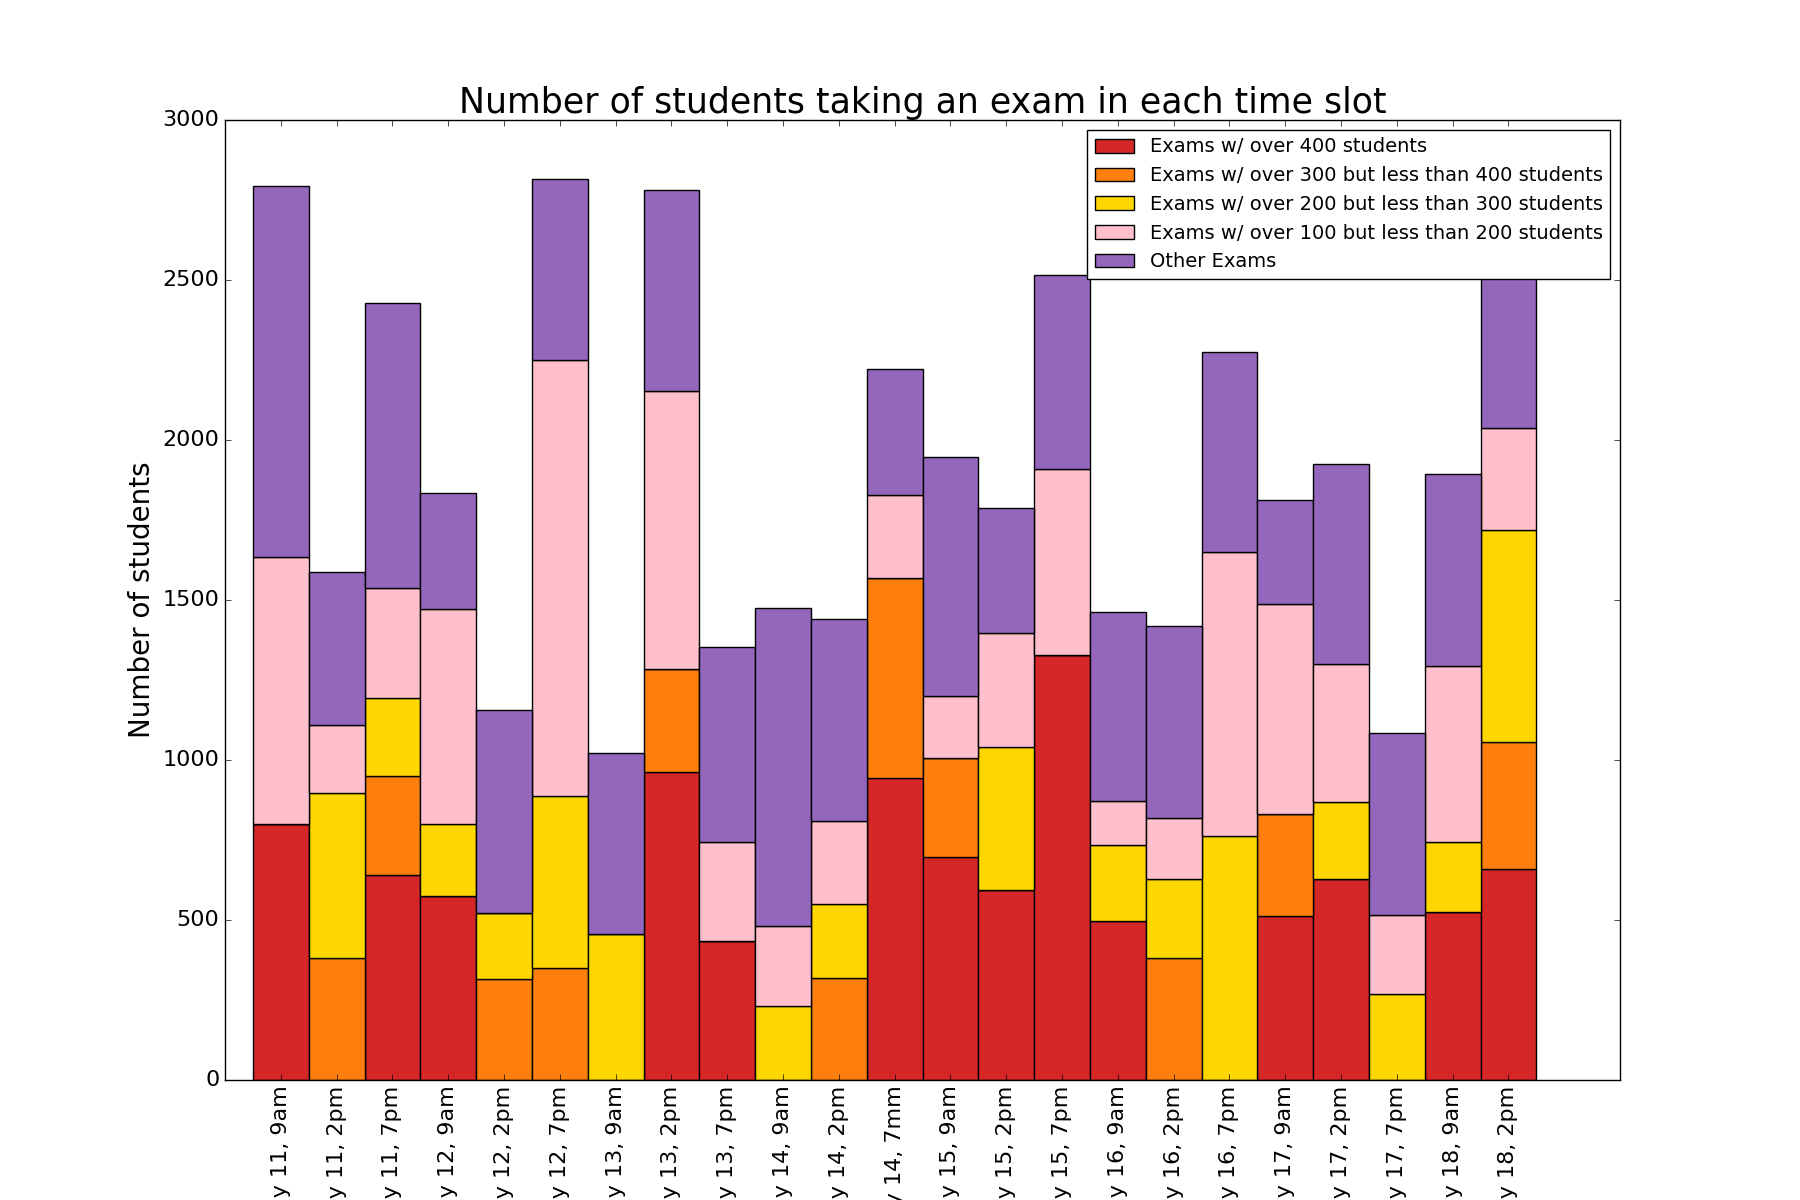 Number of students taking an exam in each time slot
3000
2500
2000
1500
1000
500
0
Number of students
Exams w/ over 400 students
Exams w/ over 300 but less than 400 students
Exams w/ over 200 but less than 300 students
Exams w/ over 100 but less than 200 students
Other Exams
y 11, 9am
y 11, 2pm
y 11, 7pm
y 12, 9am
y 12, 2pm
y 12, 7pm
y 13, 9am
y 13, 2pm
y 13, 7pm
y 14, 9am
y 14, 2pm
y 14, 7mm
y 15, 9am
y 15, 2pm
y 15, 7pm
y 16, 9am
y 16, 2pm
y 16, 7pm
y 17, 9am
y 17, 2pm
y 17, 7pm
y 18, 9am
y 18, 2pm